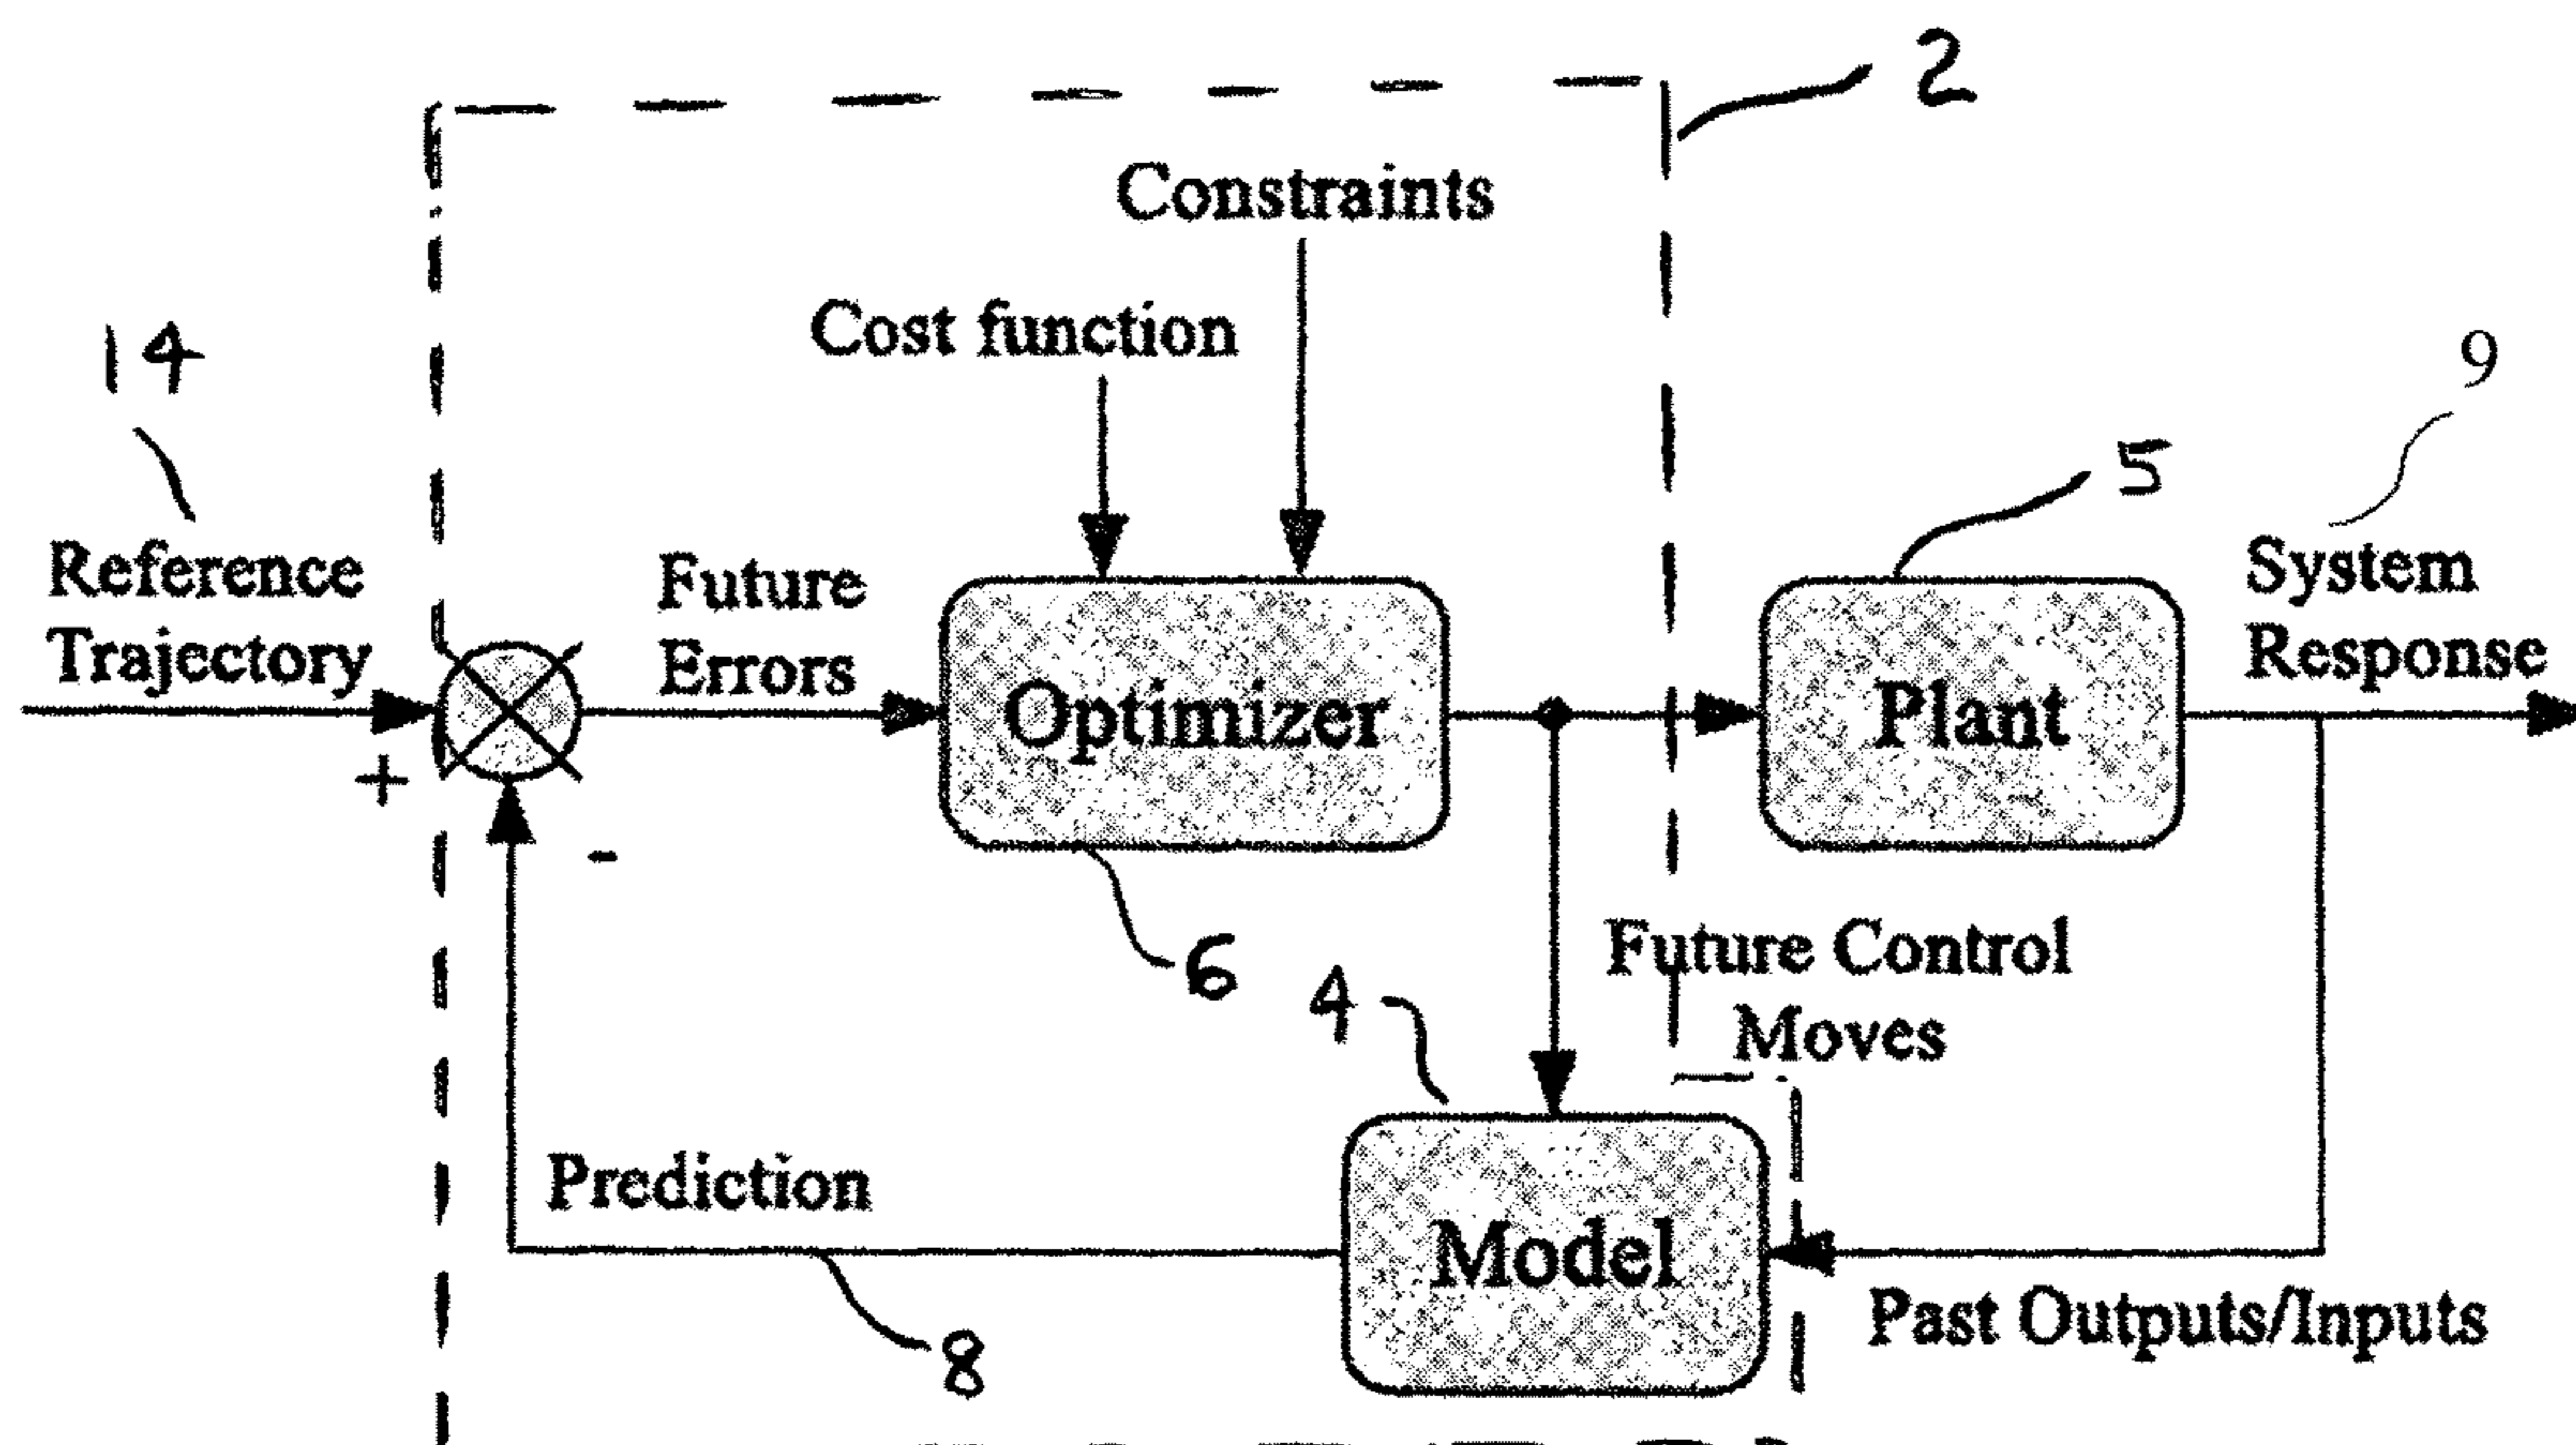 2
Constraints
Cost function
14
9
5
Reference
Trajectory
Future
Errors
System
Response
Optimizer
Plant
+
-
6
4
Future Control
Moves
Prediction
Model
Past Outputs/Inputs
8